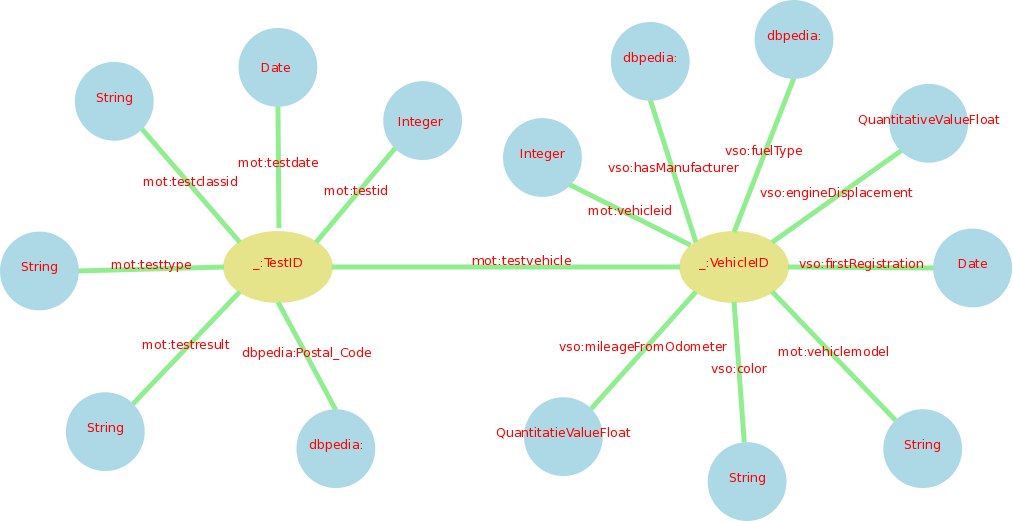 dbpedia:
dbpedia:
Date
String
Integer
QuantitativeValueFloat
Integer
vso:fuelType
mot:testdate
vso:hasManufacturer
mot:testclassid
mot:testid
vso:engineDisplacement
mot:vehicleid
_:TestID
mot:testvehicle
_:VehicleID
vso:firstRegistration
Date
String
mot:testtype
mot:testresult
dbpedia:Postal_Code
vso:mileageFromOdometer
mot:vehiclemodel
vso:color
String
dbpedia:
QuantitatieValueFloat
String
String